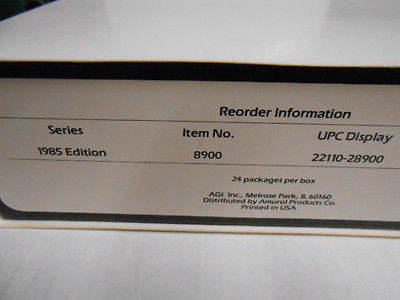 Reorder Information
Series Item No. UPC Display
1985 Edition 8900 22110-28900
24 packages per box
AGI Inc., Melrose Park, IL 60160
Distributed by Amurol Products Co.
Printed in USA